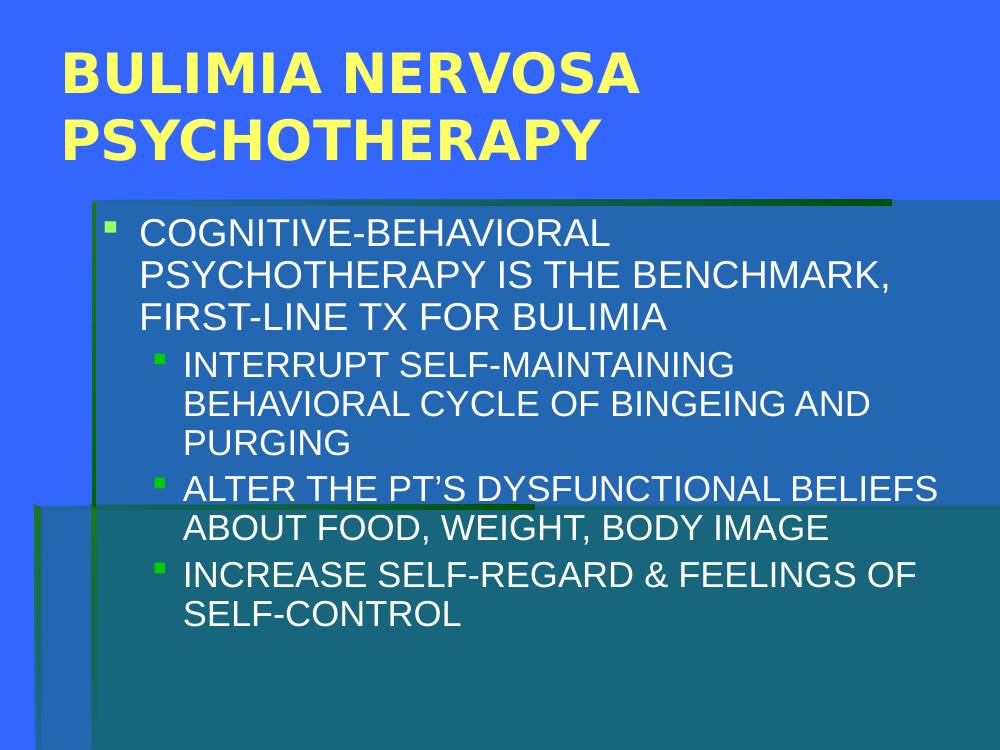 BULIMIA NERVOSA
PSYCHOTHERAPY
▪ COGNITIVE-BEHAVIORAL
PSYCHOTHERAPY IS THE BENCHMARK,
FIRST-LINE TX FOR BULIMIA
▪ INTERRUPT SELF-MAINTAINING
BEHAVIORAL CYCLE OF BINGEING AND
PURGING
▪ ALTER THE PT’S DYSFUNCTIONAL BELIEFS
ABOUT FOOD, WEIGHT, BODY IMAGE
▪ INCREASE SELF-REGARD & FEELINGS OF
SELF-CONTROL